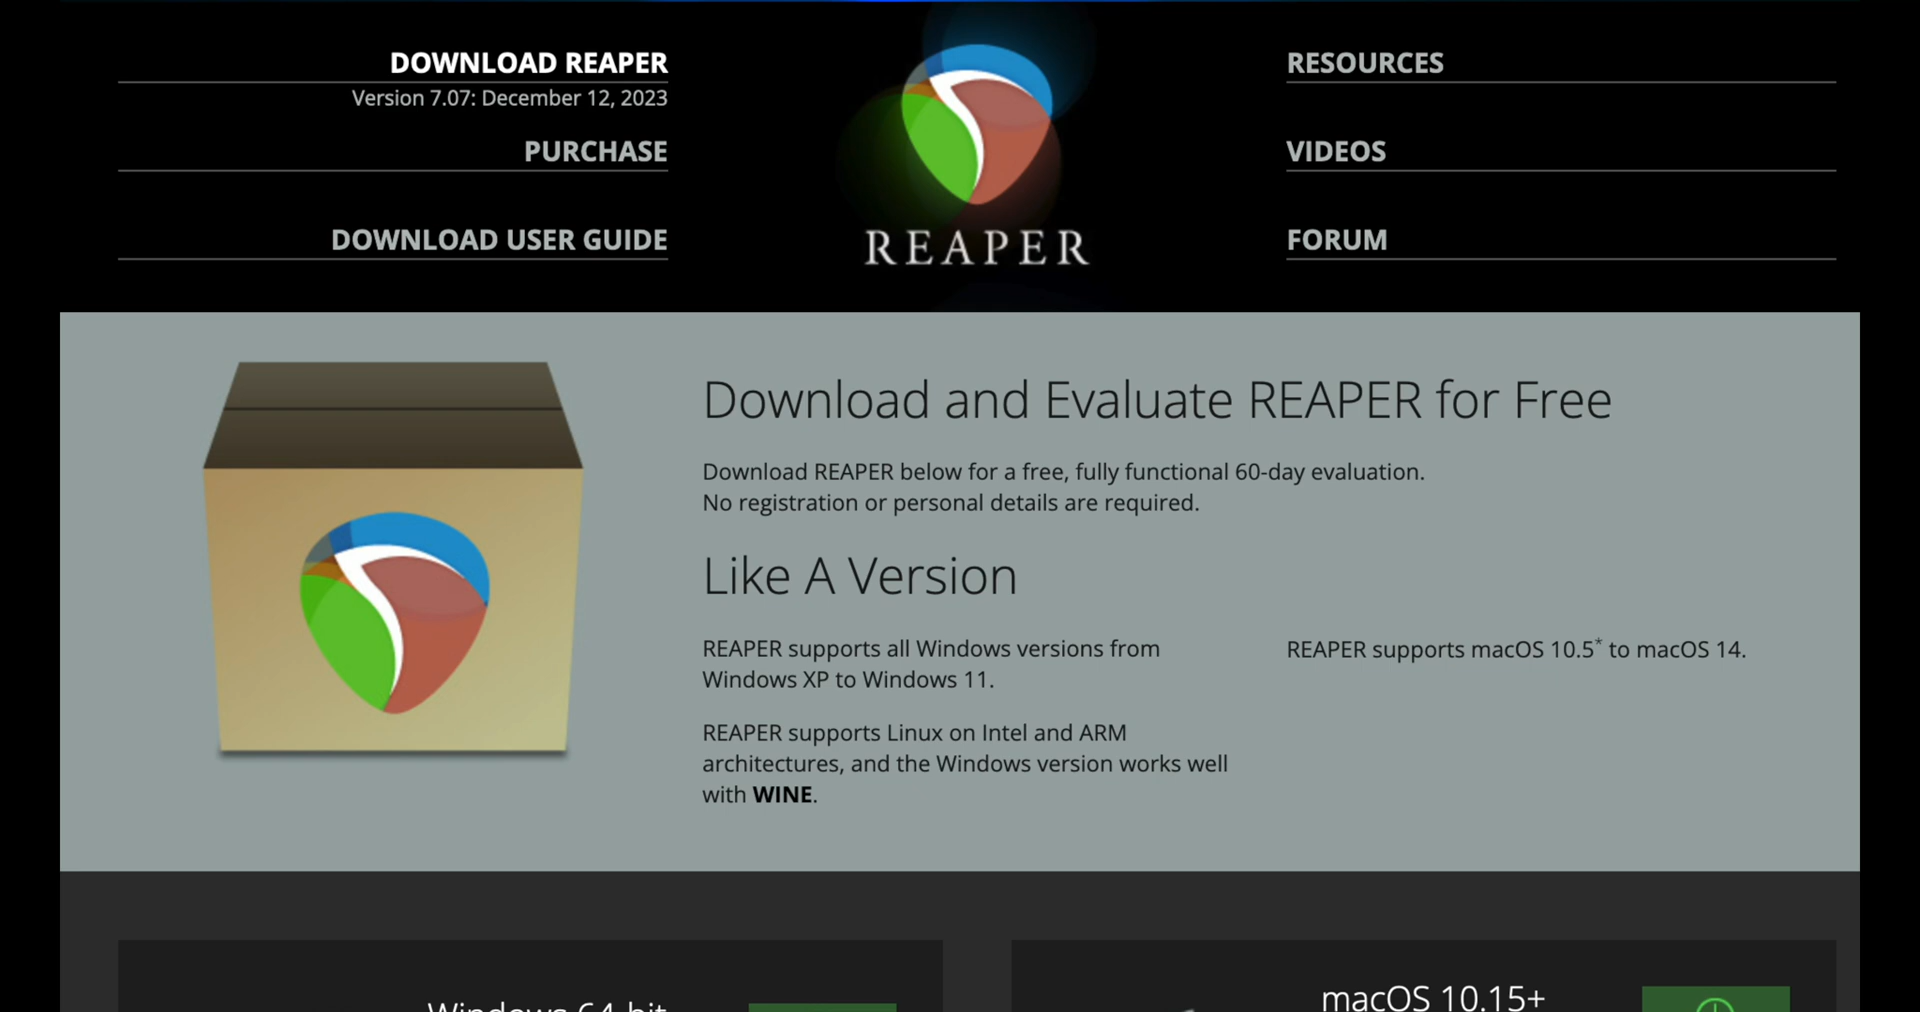 DOWNLOAD REAPER
Version 7.07: December 12, 2023
PURCHASE
DOWNLOAD USER GUIDE
REAPER
RESOURCES
VIDEOS
FORUM
Download and Evaluate REAPER for Free
Download REAPER below for a free, fully functional 60-day evaluation.
No registration or personal details are required.
Like A Version
REAPER supports all Windows versions from
Windows XP to Windows 11.
REAPER supports Linux on Intel and ARM
architectures, and the Windows version works well
with WINE.
REAPER supports macOS 10.5* to macOS 14.
Windows 64-bit
macOS 10.15+